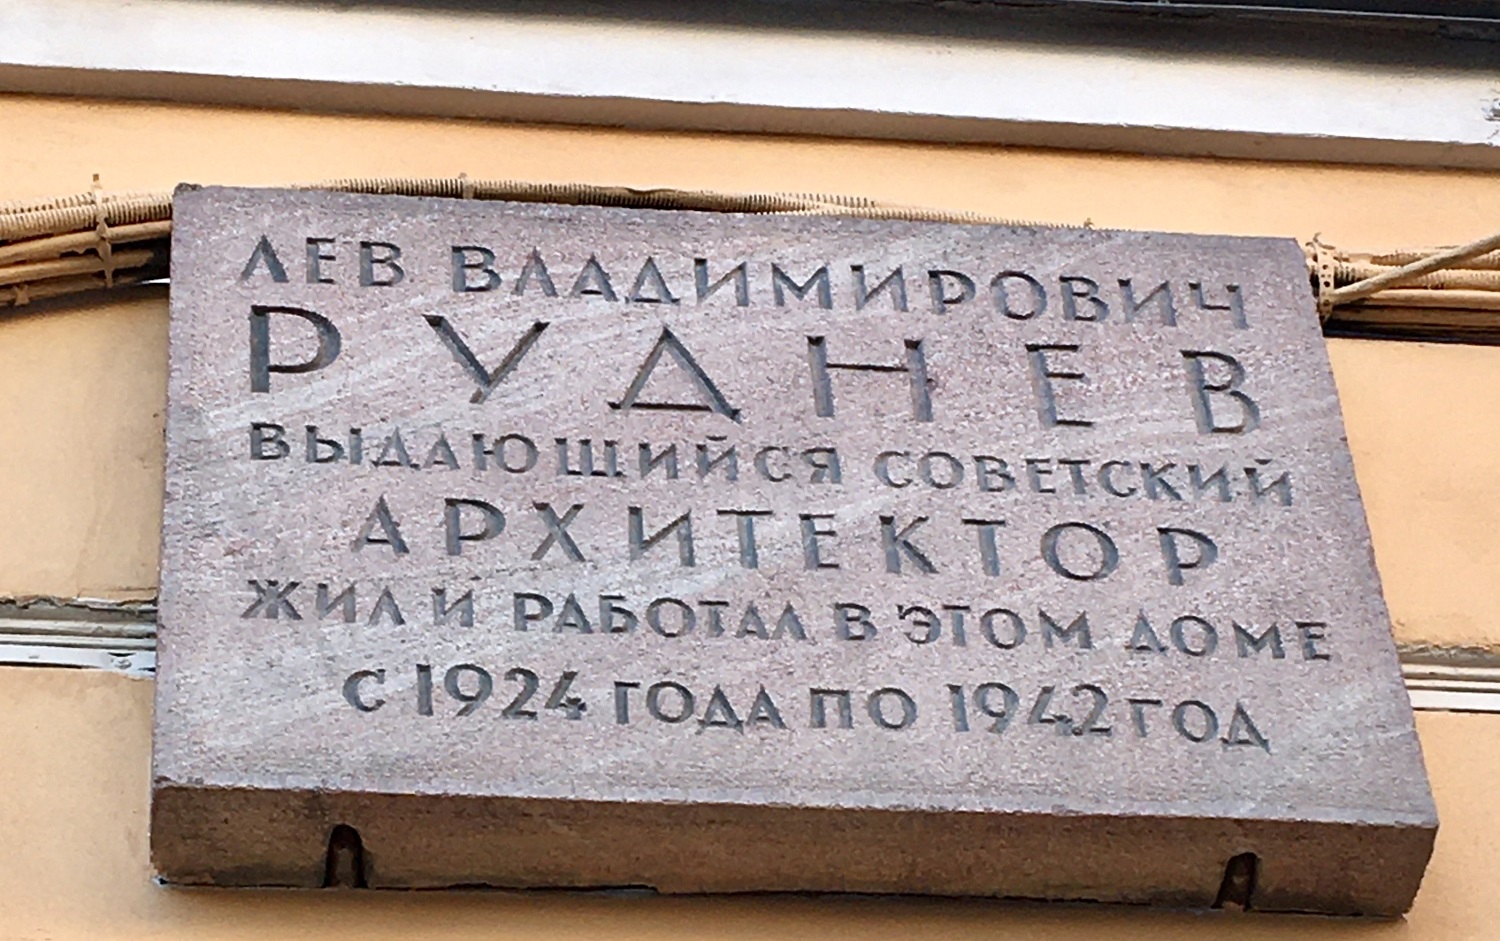 ЛЕВ ВЛАДИМИРОВИЧ
РУДНЕВ
ВЫДАЮЩИЙСЯ СОВЕТСКИЙ
АРХИТЕКТОР
ЖИЛ И РАБОТАЛ В ЭТОМ ДОМЕ
С 1924 ГОДА ПО 1942 ГОД